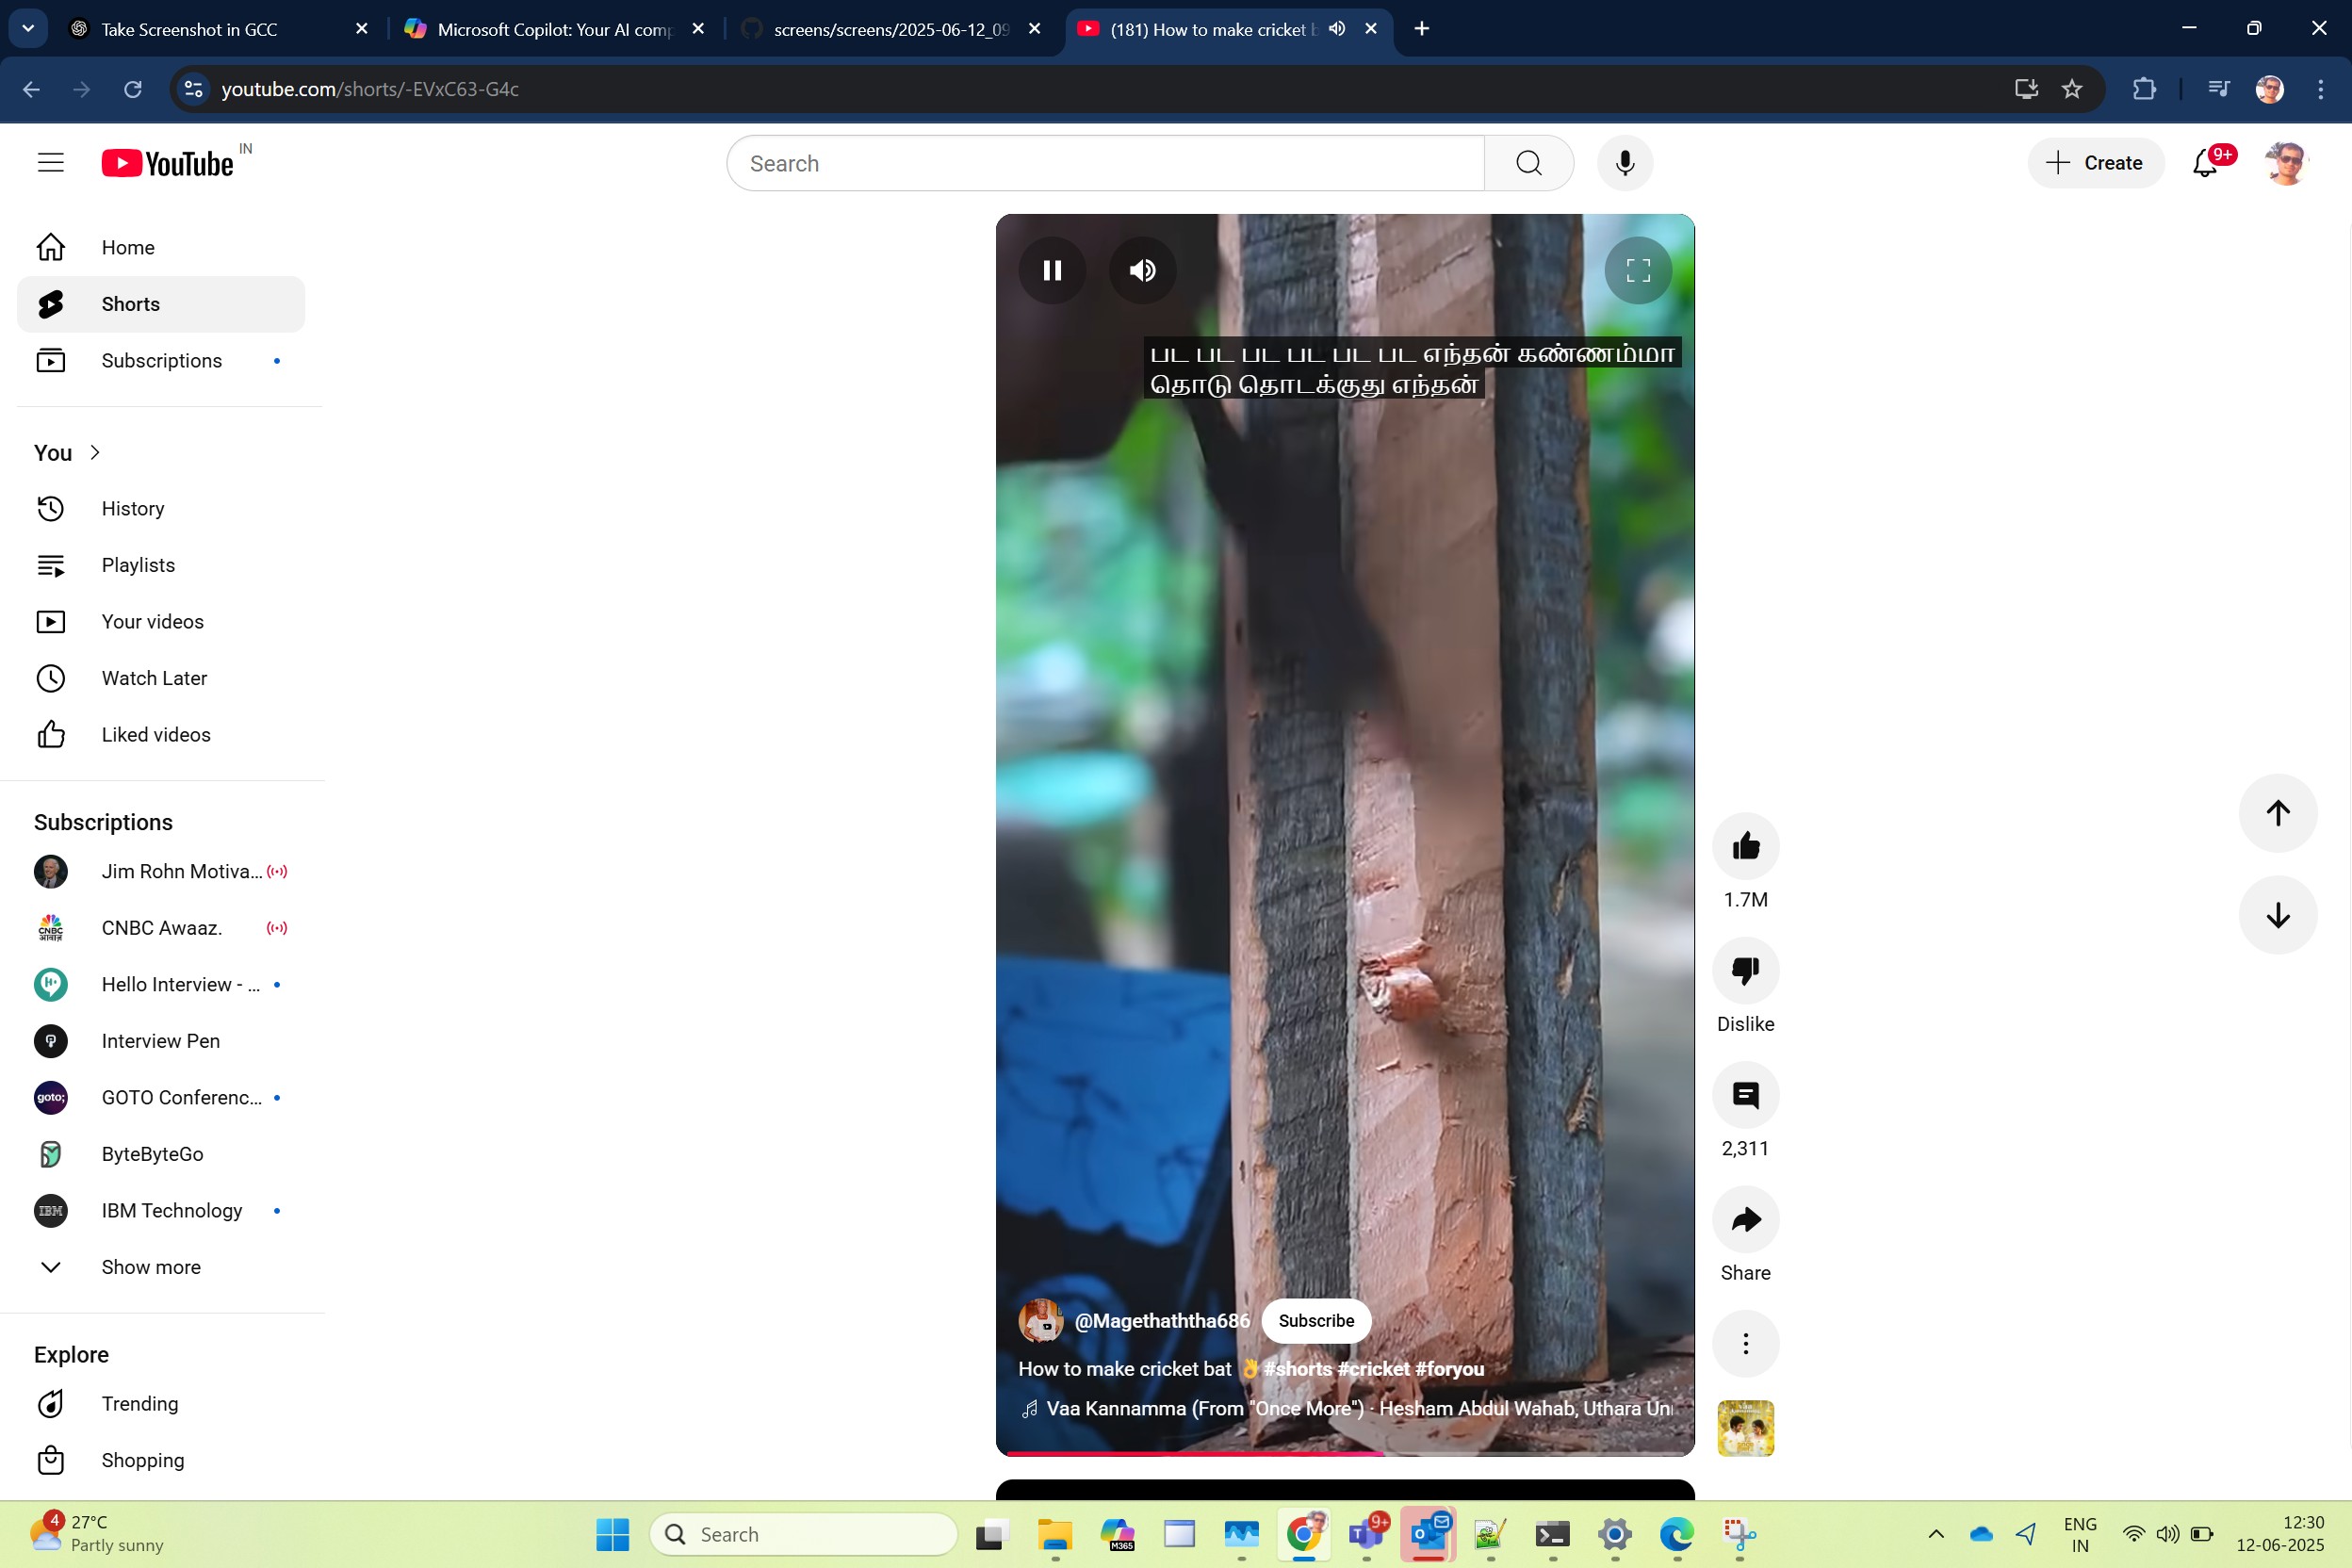 Take Screenshot in GCC
Microsoft Copilot: Your AI comp
screens/screens/2025-06-12_09
(181) How to make cricket b
youtube.com/shorts/-EVxC63-G4c
YouTube IN
Search
Create
9+
Home
Shorts
Subscriptions
You
History
Playlists
Your videos
Watch Later
Liked videos
Subscriptions
Jim Rohn Motiva...
CNBC Awaaz.
Hello Interview - ...
Interview Pen
GOTO Conferenc...
ByteByteGo
IBM Technology
Show more
Explore
Trending
Shopping
பட பட பட பட பட பட எந்தன் கண்ணம்மா
தொடு தொடக்குது எந்தன்
@Magethaththa686 Subscribe
How to make cricket bat 👌#shorts #cricket #foryou
Vaa Kannamma (From "Once More") · Hesham Abdul Wahab, Uthara Un
1.7M
Dislike
2,311
Share
4
27°C
Partly sunny
Search
M365
9+
ENG
IN
12:30
12-06-2025